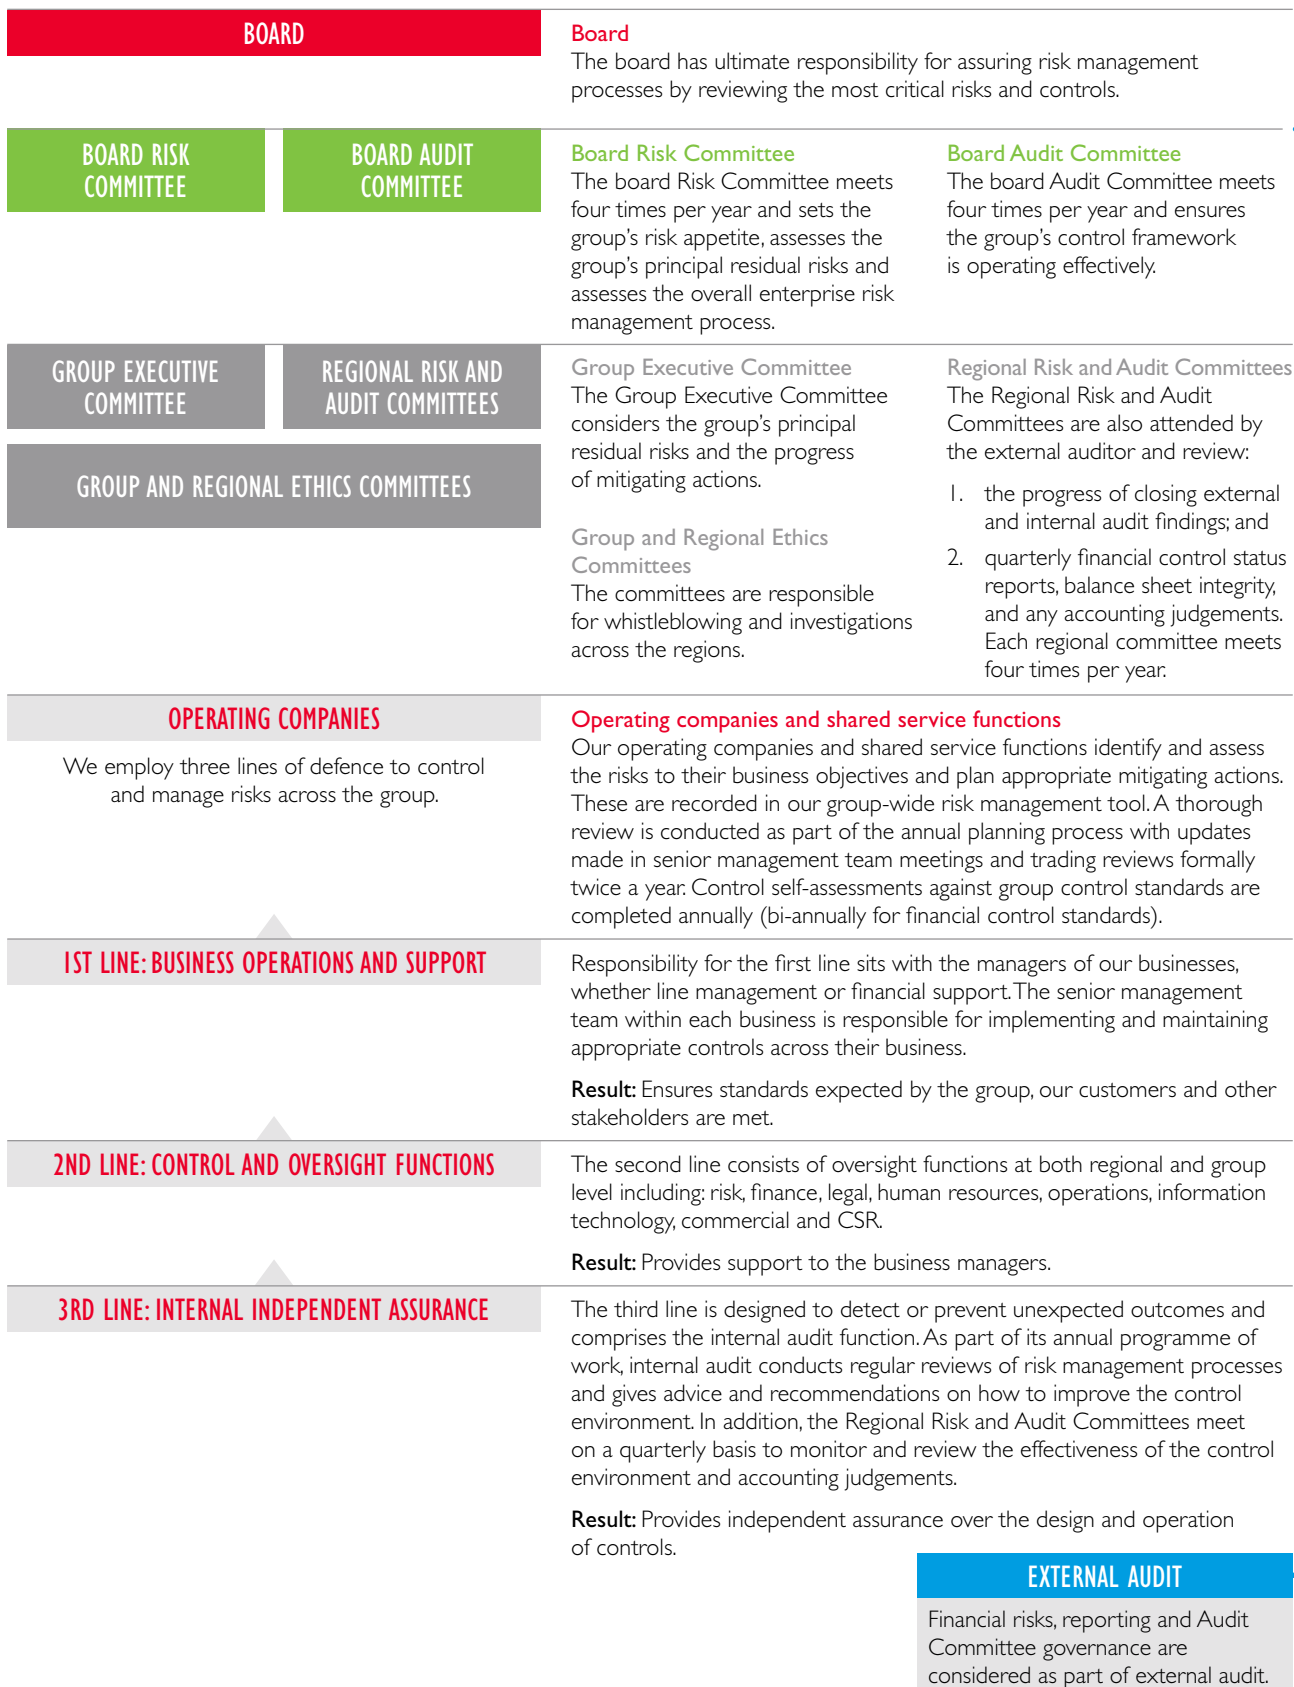 BOARD
Board
The board has ultimate responsibility for assuring risk management
processes by reviewing the most critical risks and controls.
BOARD RISK
COMMITTEE
BOARD AUDIT
COMMITTEE
Board Risk Committee
The board Risk Committee meets
four times per year and sets the
group’s risk appetite, assesses the
group’s principal residual risks and
assesses the overall enterprise risk
management process.
Board Audit Committee
The board Audit Committee meets
four times per year and ensures
the group’s control framework
is operating effectively.
GROUP EXECUTIVE
COMMITTEE
REGIONAL RISK AND
AUDIT COMMITTEES
GROUP AND REGIONAL ETHICS COMMITTEES
Group Executive Committee
The Group Executive Committee
considers the group’s principal
residual risks and the progress
of mitigating actions.
Group and Regional Ethics
Committees
The committees are responsible
for whistleblowing and investigations
across the regions.
Regional Risk and Audit Committees
The Regional Risk and Audit
Committees are also attended by
the external auditor and review:
1. the progress of closing external
and internal audit findings; and
2. quarterly financial control status
reports, balance sheet integrity,
and any accounting judgements.
Each regional committee meets
four times per year.
OPERATING COMPANIES
We employ three lines of defence to control
and manage risks across the group.
Operating companies and shared service functions
Our operating companies and shared service functions identify and assess
the risks to their business objectives and plan appropriate mitigating actions.
These are recorded in our group-wide risk management tool. A thorough
review is conducted as part of the annual planning process with updates
made in senior management team meetings and trading reviews formally
twice a year. Control self-assessments against group control standards are
completed annually (bi-annually for financial control standards).
1ST LINE: BUSINESS OPERATIONS AND SUPPORT
Responsibility for the first line sits with the managers of our businesses,
whether line management or financial support. The senior management
team within each business is responsible for implementing and maintaining
appropriate controls across their business.
Result: Ensures standards expected by the group, our customers and other
stakeholders are met.
2ND LINE: CONTROL AND OVERSIGHT FUNCTIONS
The second line consists of oversight functions at both regional and group
level including: risk, finance, legal, human resources, operations, information
technology, commercial and CSR.
Result: Provides support to the business managers.
3RD LINE: INTERNAL INDEPENDENT ASSURANCE
The third line is designed to detect or prevent unexpected outcomes and
comprises the internal audit function. As part of its annual programme of
work, internal audit conducts regular reviews of risk management processes
and gives advice and recommendations on how to improve the control
environment. In addition, the Regional Risk and Audit Committees meet
on a quarterly basis to monitor and review the effectiveness of the control
environment and accounting judgements.
Result: Provides independent assurance over the design and operation
of controls.
EXTERNAL AUDIT
Financial risks, reporting and Audit
Committee governance are
considered as part of external audit.